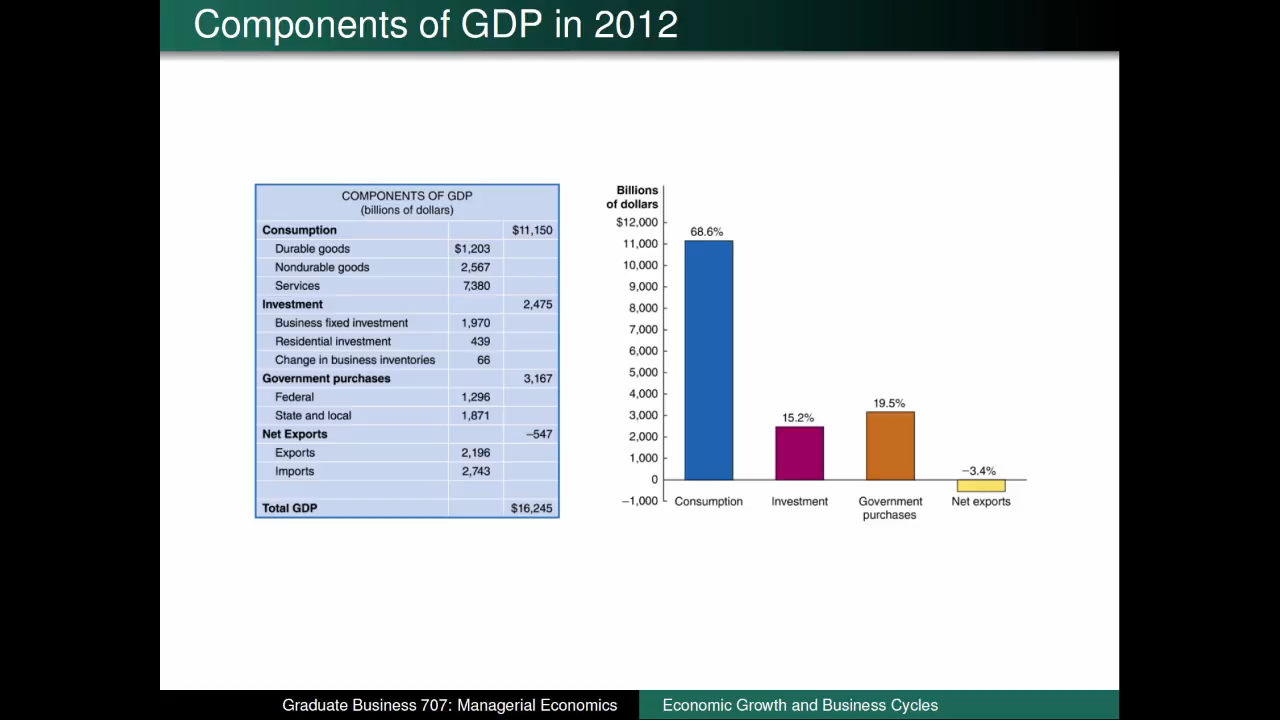 Components of GDP in 2012
COMPONENTS OF GDP
(billions of dollars)
Consumption $11,150
Durable goods $1,203
Nondurable goods 2,567
Services 7,380
Investment 2,475
Business fixed investment 1,970
Residential investment 439
Change in business inventories 66
Government purchases 3,167
Federal 1,296
State and local 1,871
Net Exports –547
Exports 2,196
Imports 2,743
Total GDP $16,245
Billions
of dollars
$12,000
11,000
10,000
9,000
8,000
7,000
6,000
5,000
4,000
3,000
2,000
1,000
0
–1,000
68.6%
15.2%
19.5%
–3.4%
Consumption
Investment
Government
purchases
Net exports
Graduate Business 707: Managerial Economics
Economic Growth and Business Cycles